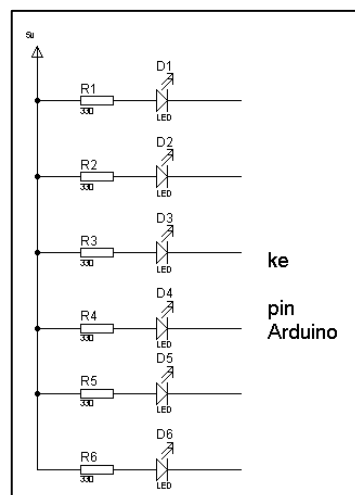 5v
D1
R1
330
LED
D2
R2
330
LED
D3
R3
330
LED
ke
pin
Arduino
D4
R4
330
LED
D5
R5
330
LED
D6
R6
330
LED